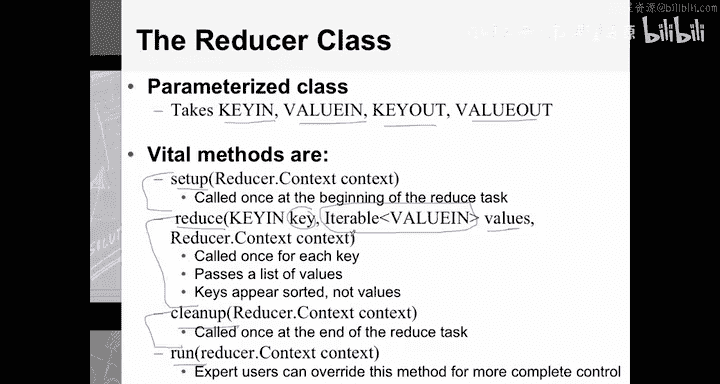 bilibili
The Reducer Class
• Parameterized class
– Takes KEYIN, VALUEIN, KEYOUT, VALUEOUT
• Vital methods are:
– setup(Reducer.Context context)
• Called once at the beginning of the reduce task
reduce(KEYIN key, Iterable<VALUEIN> values,
Reducer.Context context)
• Called once for each key
• Passes a list of values
• Keys appear sorted, not values
cleanup(Reducer.Context context)
• Called once at the end of the reduce task
– run(reducer.Context context)
• Expert users can override this method for more complete control